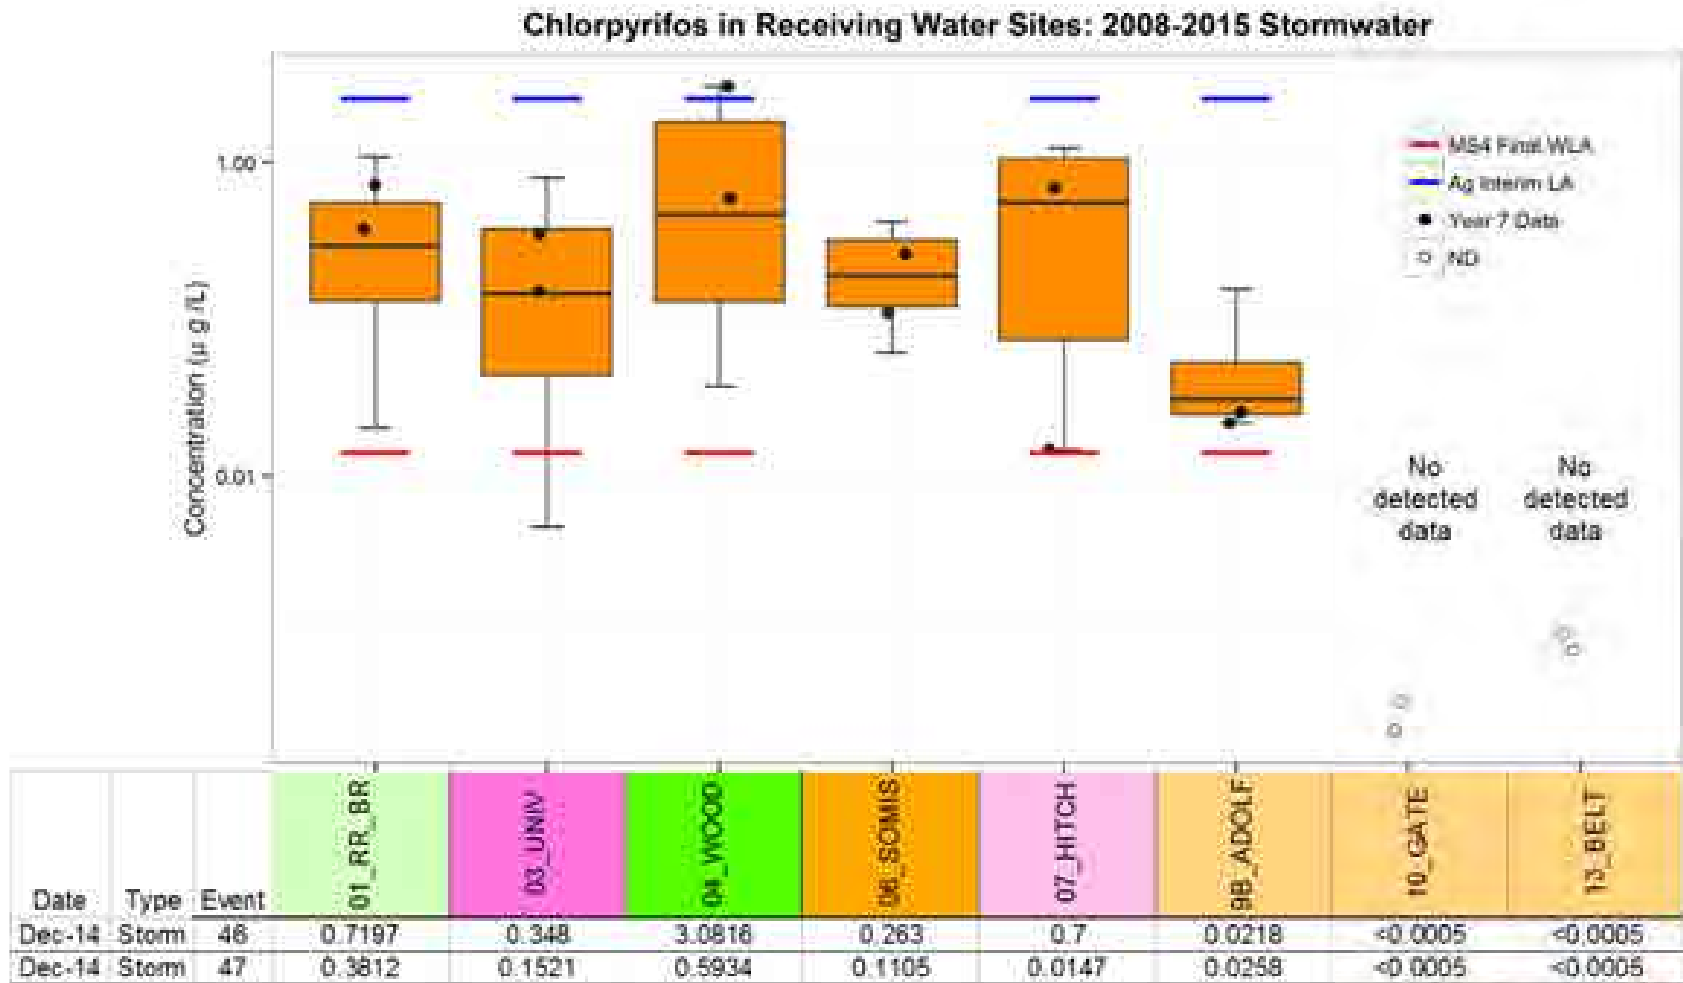 Chlorpyrifos in Receiving Water Sites: 2008-2015 Stormwater
Concentration (µ g /L)
1.00
0.01
MS4 Final WLA
Ag Interim LA
Year 7 Data
ND
No
detected
data
No
detected
data
Date Type Event 01_RR_BR 03_UNIV 04_WOOD 06_SOMIS 07_HITCH 9B_ADOLF 10_GATE 13_BELT
Dec-14 Storm 46 0.7197 0.348 3.0816 0.263 0.7 0.0218 <0.0005 <0.0005
Dec-14 Storm 47 0.3812 0.1521 0.5934 0.1105 0.0147 0.0258 <0.0005 <0.0005